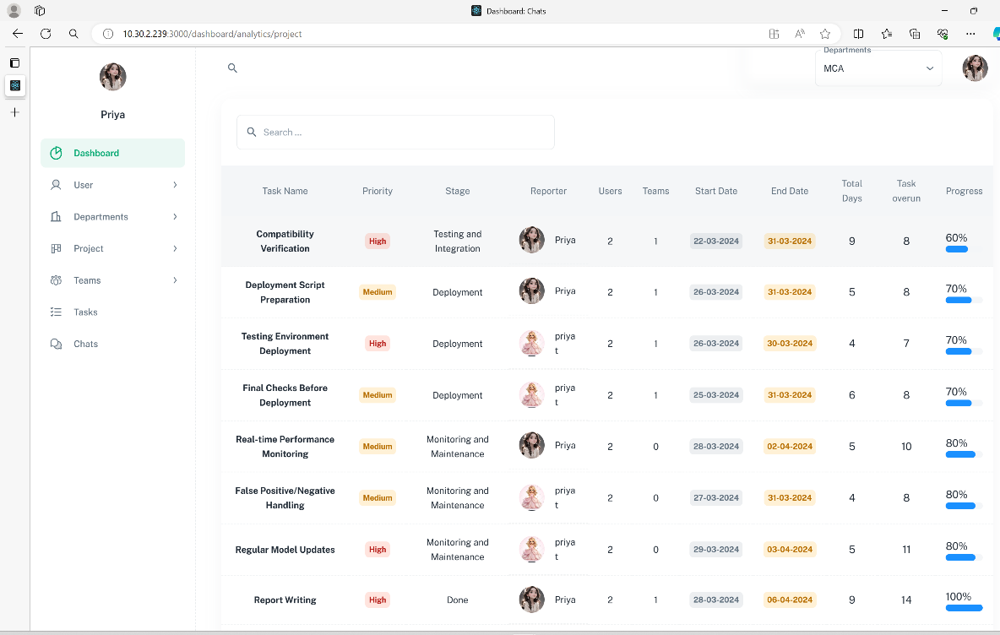 Dashboard: Chats
10.30.2.239:3000/dashboard/analytics/project
Departments
MCA
Priya
Dashboard
User
Departments
Project
Teams
Tasks
Chats
Search ...
Task Name Priority Stage Reporter Users Teams Start Date End Date Total Days Task overun Progress
Compatibility Verification High Testing and Integration Priya 2 1 22-03-2024 31-03-2024 9 8 60%
Deployment Script Preparation Medium Deployment Priya 2 1 26-03-2024 31-03-2024 5 8 70%
Testing Environment Deployment High Deployment priya t 2 1 26-03-2024 30-03-2024 4 7 70%
Final Checks Before Deployment Medium Deployment priya t 2 1 25-03-2024 31-03-2024 6 8 70%
Real-time Performance Monitoring Medium Monitoring and Maintenance Priya 2 0 28-03-2024 02-04-2024 5 10 80%
False Positive/Negative Handling Medium Monitoring and Maintenance priya t 2 0 27-03-2024 31-03-2024 4 8 80%
Regular Model Updates High Monitoring and Maintenance priya t 2 0 29-03-2024 03-04-2024 5 11 80%
Report Writing High Done Priya 2 1 28-03-2024 06-04-2024 9 14 100%